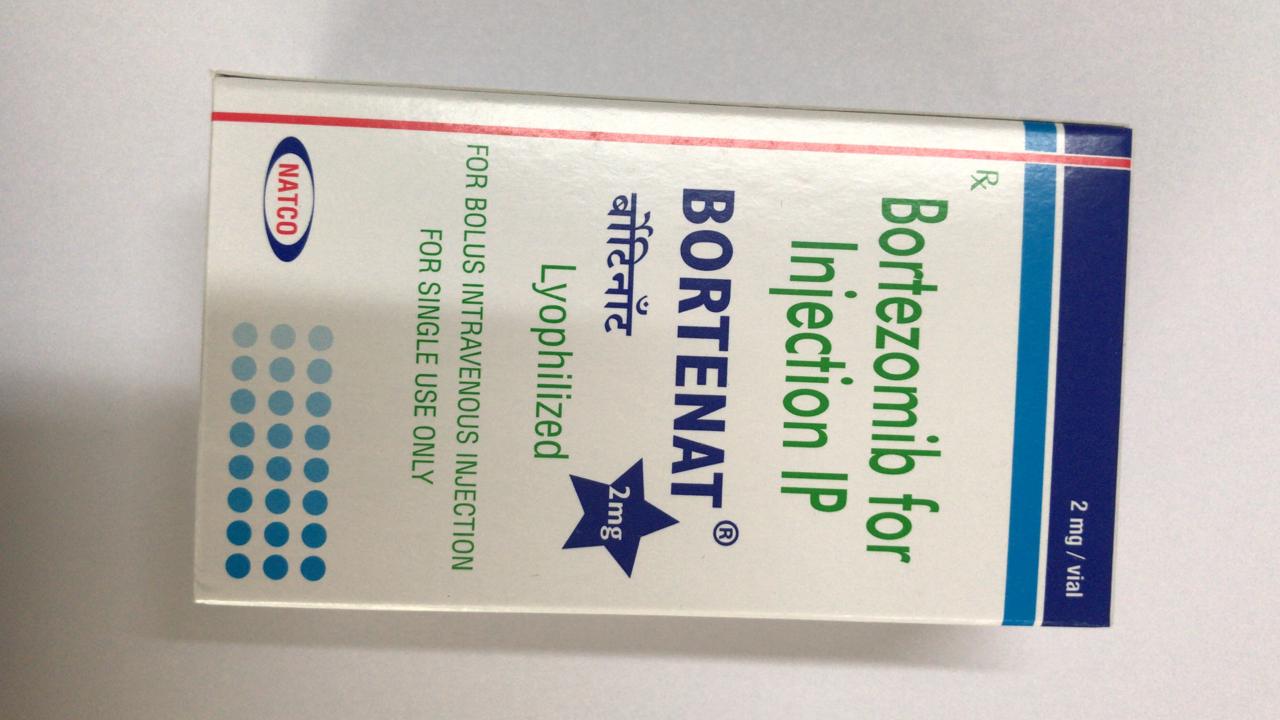 2 mg / vial
Rx
Bortezomib for
Injection IP
BORTENAT®
बोर्टिनॉट
2mg
Lyophilized
FOR BOLUS INTRAVENOUS INJECTION
FOR SINGLE USE ONLY
NATCO